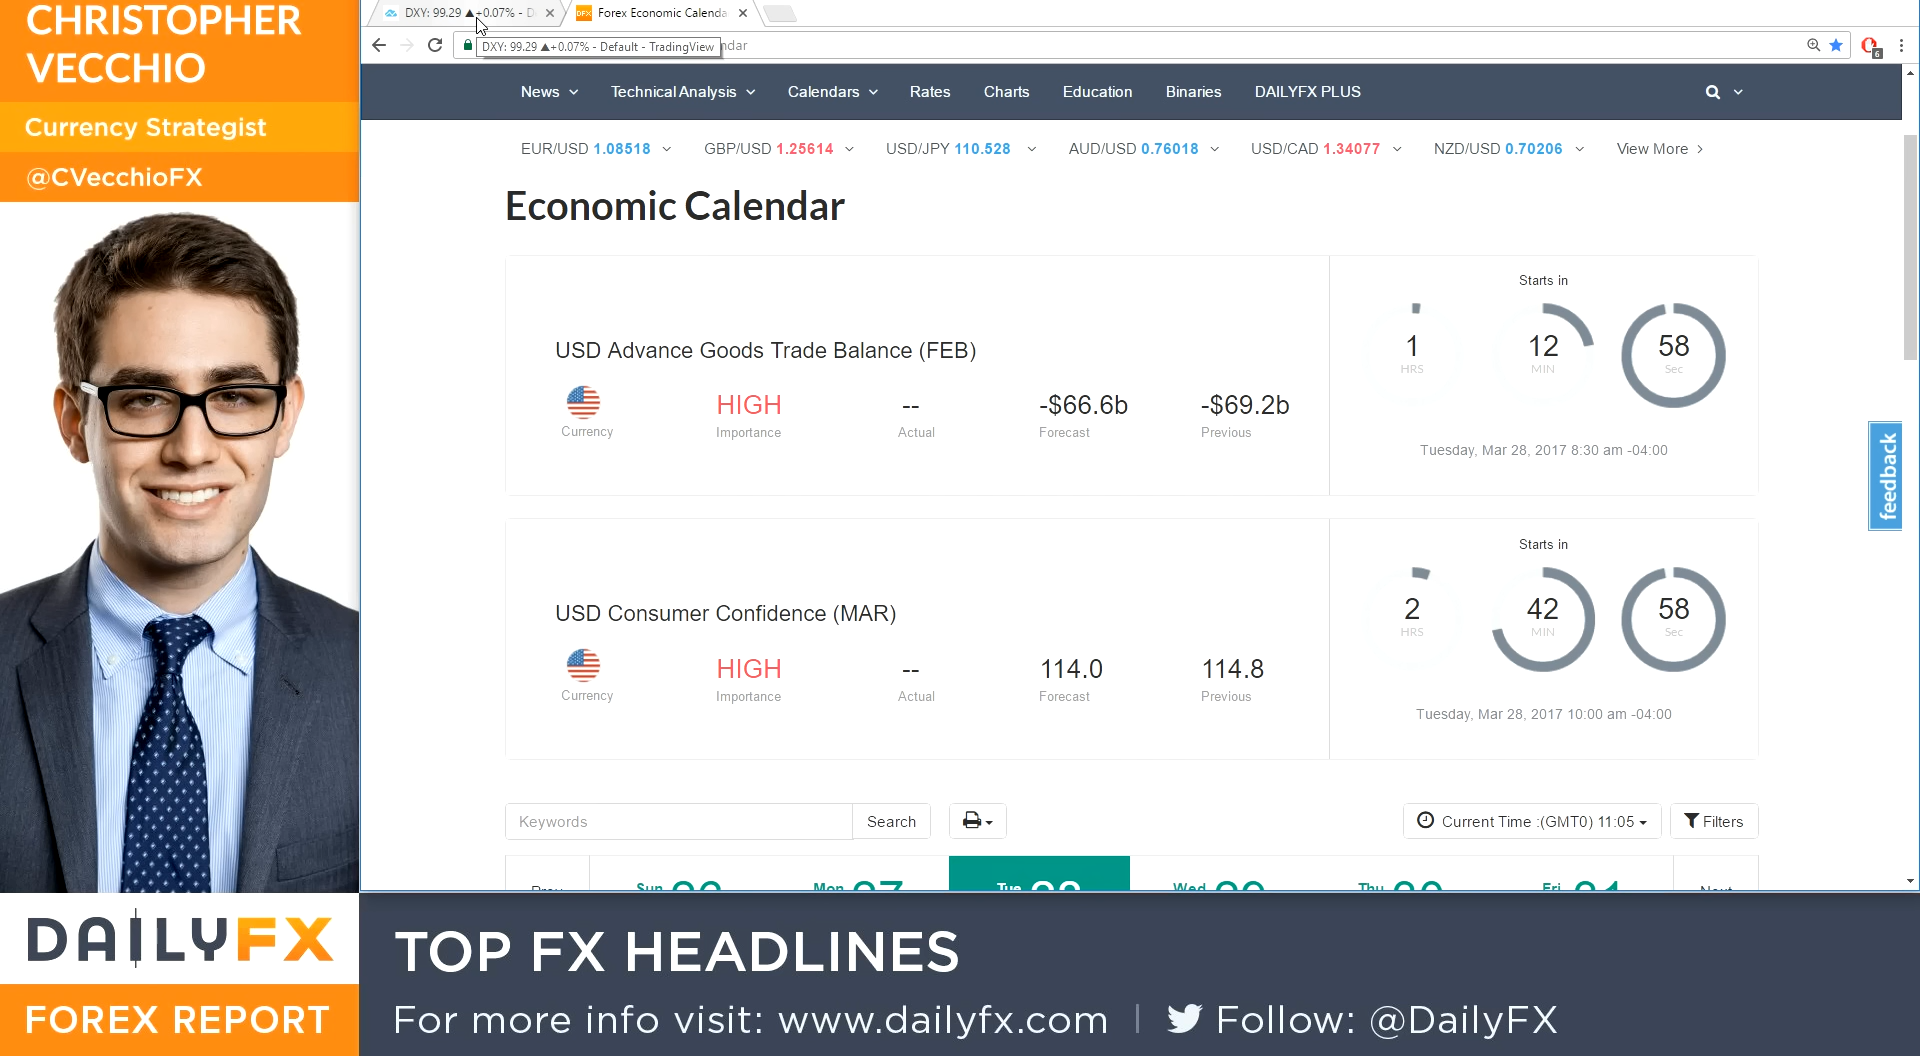 CHRISTOPHER
VECCHIO
Currency Strategist
@CVecchioFX
DXY: 99.29 ▲+0.07% - D
Forex Economic Calenda
DXY: 99.29 ▲+0.07% - Default - TradingView
ndar
6
News
Technical Analysis
Calendars
Rates
Charts
Education
Binaries
DAILYFX PLUS
EUR/USD 1.08518
GBP/USD 1.25614
USD/JPY 110.528
AUD/USD 0.76018
USD/CAD 1.34077
NZD/USD 0.70206
View More
Economic Calendar
USD Advance Goods Trade Balance (FEB)
Currency
HIGH
Importance
--
Actual
-$66.6b
Forecast
-$69.2b
Previous
Starts in
1
HRS
12
MIN
58
Sec
Tuesday, Mar 28, 2017 8:30 am -04:00
USD Consumer Confidence (MAR)
Currency
HIGH
Importance
--
Actual
114.0
Forecast
114.8
Previous
Starts in
2
HRS
42
MIN
58
Sec
Tuesday, Mar 28, 2017 10:00 am -04:00
feedback
Keywords
Search
Current Time :(GMT0) 11:05
Filters
Sun
Mon
Tue
Wed
Thu
Fri
DAILYFX
FOREX REPORT
TOP FX HEADLINES
For more info visit: www.dailyfx.com | Follow: @DailyFX